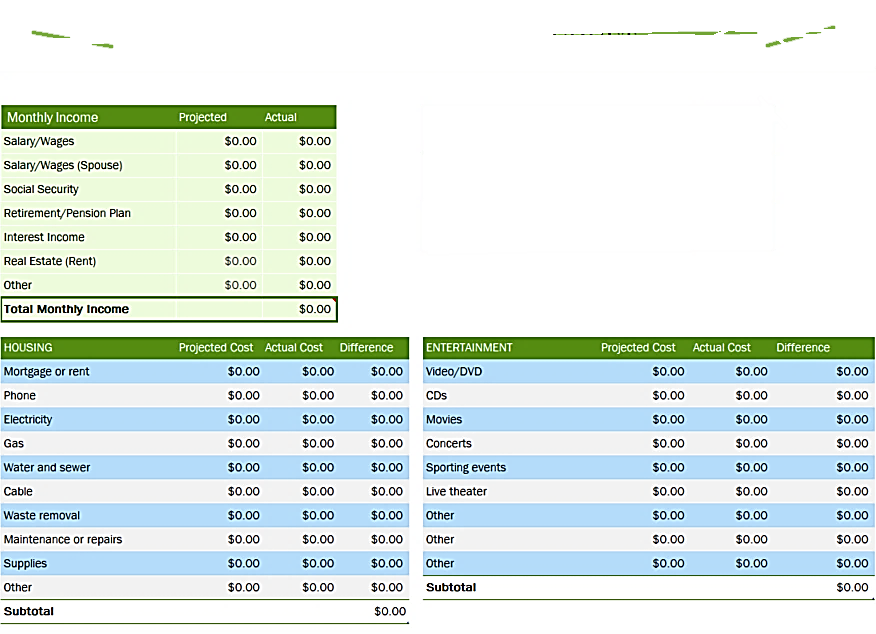 Monthly Income Projected Actual
Salary/Wages $0.00 $0.00
Salary/Wages (Spouse) $0.00 $0.00
Social Security $0.00 $0.00
Retirement/Pension Plan $0.00 $0.00
Interest Income $0.00 $0.00
Real Estate (Rent) $0.00 $0.00
Other $0.00 $0.00
Total Monthly Income $0.00
HOUSING Projected Cost Actual Cost Difference
Mortgage or rent $0.00 $0.00 $0.00
Phone $0.00 $0.00 $0.00
Electricity $0.00 $0.00 $0.00
Gas $0.00 $0.00 $0.00
Water and sewer $0.00 $0.00 $0.00
Cable $0.00 $0.00 $0.00
Waste removal $0.00 $0.00 $0.00
Maintenance or repairs $0.00 $0.00 $0.00
Supplies $0.00 $0.00 $0.00
Other $0.00 $0.00 $0.00
Subtotal $0.00
ENTERTAINMENT Projected Cost Actual Cost Difference
Video/DVD $0.00 $0.00 $0.00
CDs $0.00 $0.00 $0.00
Movies $0.00 $0.00 $0.00
Concerts $0.00 $0.00 $0.00
Sporting events $0.00 $0.00 $0.00
Live theater $0.00 $0.00 $0.00
Other $0.00 $0.00 $0.00
Other $0.00 $0.00 $0.00
Other $0.00 $0.00 $0.00
Subtotal $0.00